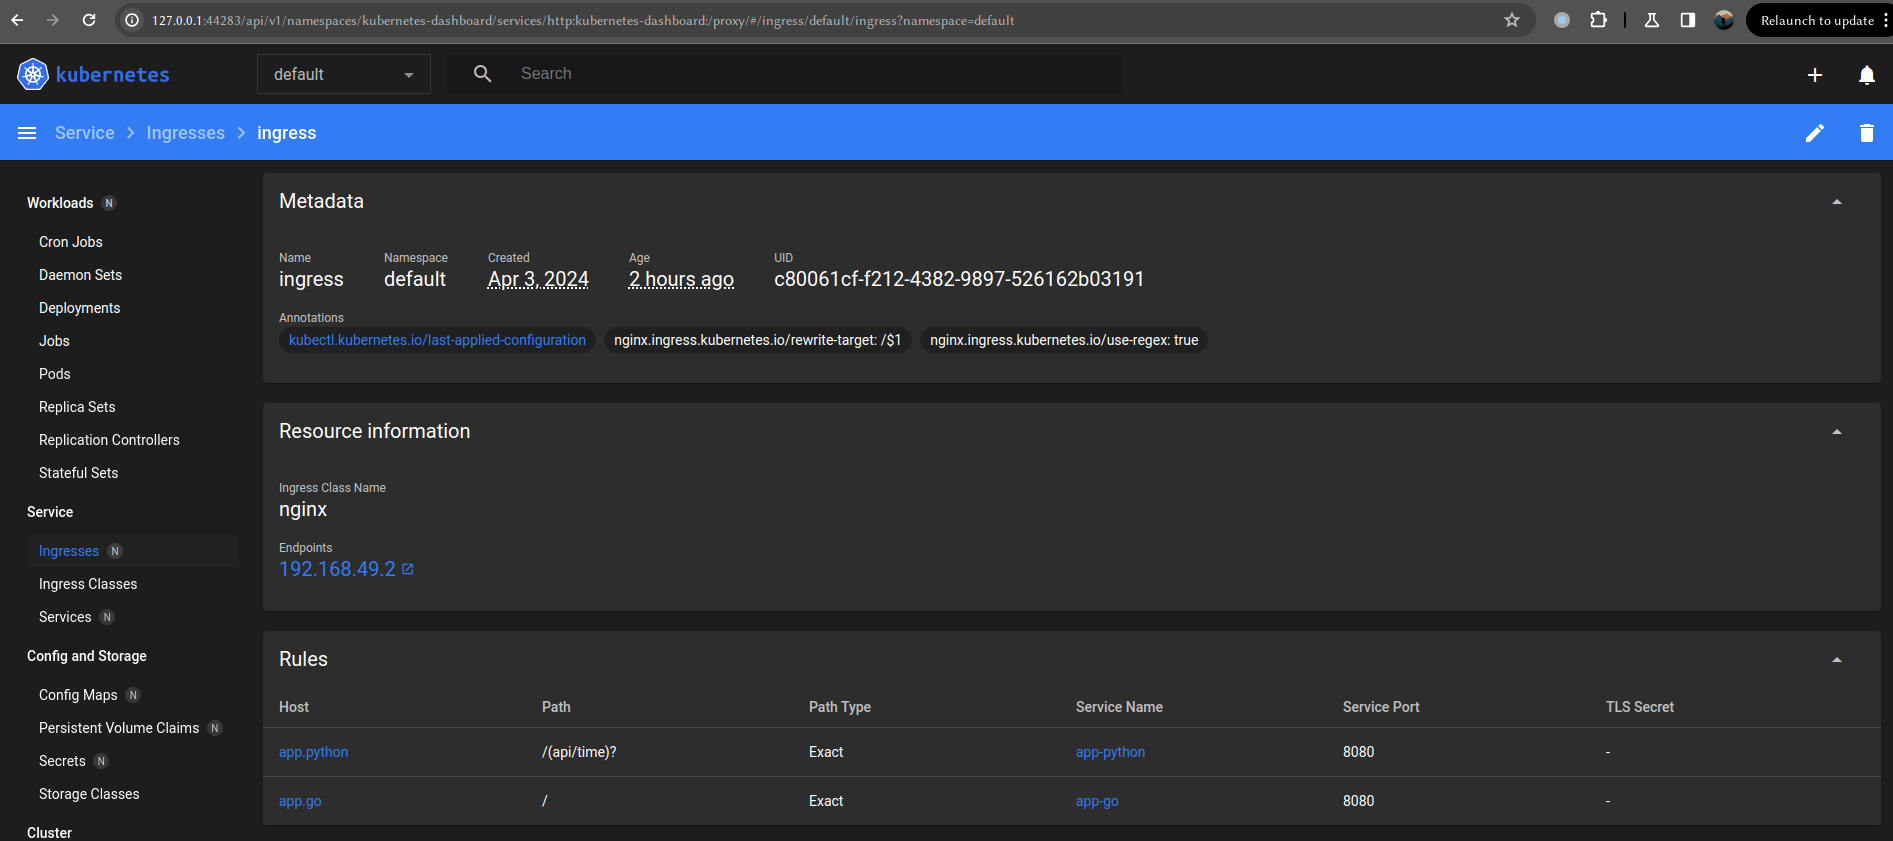 127.0.0.1:44283/api/v1/namespaces/kubernetes-dashboard/services/http:kubernetes-dashboard:/proxy/#/ingress/default/ingress?namespace=default
Relaunch to update
kubernetes
default
Search
Service
Ingresses
ingress
Workloads N
Cron Jobs
Daemon Sets
Deployments
Jobs
Pods
Replica Sets
Replication Controllers
Stateful Sets
Service
Ingresses N
Ingress Classes
Services N
Config and Storage
Config Maps N
Persistent Volume Claims N
Secrets N
Storage Classes
Cluster
Metadata
Name Namespace Created Age UID
ingress default Apr 3, 2024 2 hours ago c80061cf-f212-4382-9897-526162b03191
Annotations
kubectl.kubernetes.io/last-applied-configuration nginx.ingress.kubernetes.io/rewrite-target: /$1 nginx.ingress.kubernetes.io/use-regex: true
Resource information
Ingress Class Name
nginx
Endpoints
192.168.49.2
Rules
Host Path Path Type Service Name Service Port TLS Secret
app.python /(api/time)? Exact app-python 8080 -
app.go / Exact app-go 8080 -